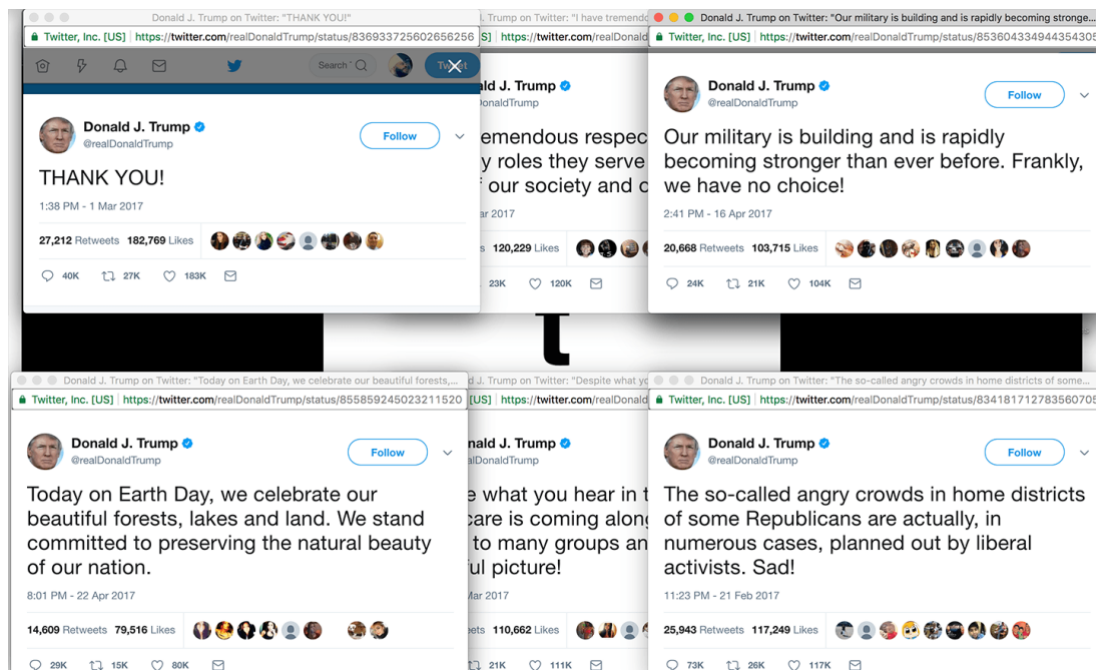 Donald J. Trump on Twitter: "THANK YOU!"
Twitter, Inc. [US] https://twitter.com/realDonaldTrump/status/836933725602656256
Search
Donald J. Trump
@realDonaldTrump
Follow
THANK YOU!
1:38 PM - 1 Mar 2017
27,212 Retweets 182,769 Likes
40K 27K 183K
J. Trump on Twitter: "I have tremendo
S] https://twitter.com/realDonald
ald J. Trump
onaldTrump
emendous respec
y roles they serve
f our society and
ar 2017
s 120,229 Likes
23K 120K
Donald J. Trump on Twitter: "Our military is building and is rapidly becoming stronge...
Twitter, Inc. [US] https://twitter.com/realDonaldTrump/status/853604334944354305
Donald J. Trump
@realDonaldTrump
Follow
Our military is building and is rapidly
becoming stronger than ever before. Frankly,
we have no choice!
2:41 PM - 16 Apr 2017
20,668 Retweets 103,715 Likes
24K 21K 104K
t
Donald J. Trump on Twitter: "Today on Earth Day, we celebrate our beautiful forests,...
Twitter, Inc. [US] https://twitter.com/realDonaldTrump/status/855859245023211520
Donald J. Trump
@realDonaldTrump
Follow
Today on Earth Day, we celebrate our
beautiful forests, lakes and land. We stand
committed to preserving the natural beauty
of our nation.
8:01 PM - 22 Apr 2017
14,609 Retweets 79,516 Likes
29K 15K 80K
d J. Trump on Twitter: "Despite what yo
[US] https://twitter.com/realDonald
nald J. Trump
alDonaldTrump
e what you hear in t
care is coming along
to many groups an
ful picture!
Mar 2017
ets 110,662 Likes
21K 111K
Donald J. Trump on Twitter: "The so-called angry crowds in home districts of some...
Twitter, Inc. [US] https://twitter.com/realDonaldTrump/status/834181712783560705
Donald J. Trump
@realDonaldTrump
Follow
The so-called angry crowds in home districts
of some Republicans are actually, in
numerous cases, planned out by liberal
activists. Sad!
11:23 PM - 21 Feb 2017
25,943 Retweets 117,249 Likes
73K 26K 117K